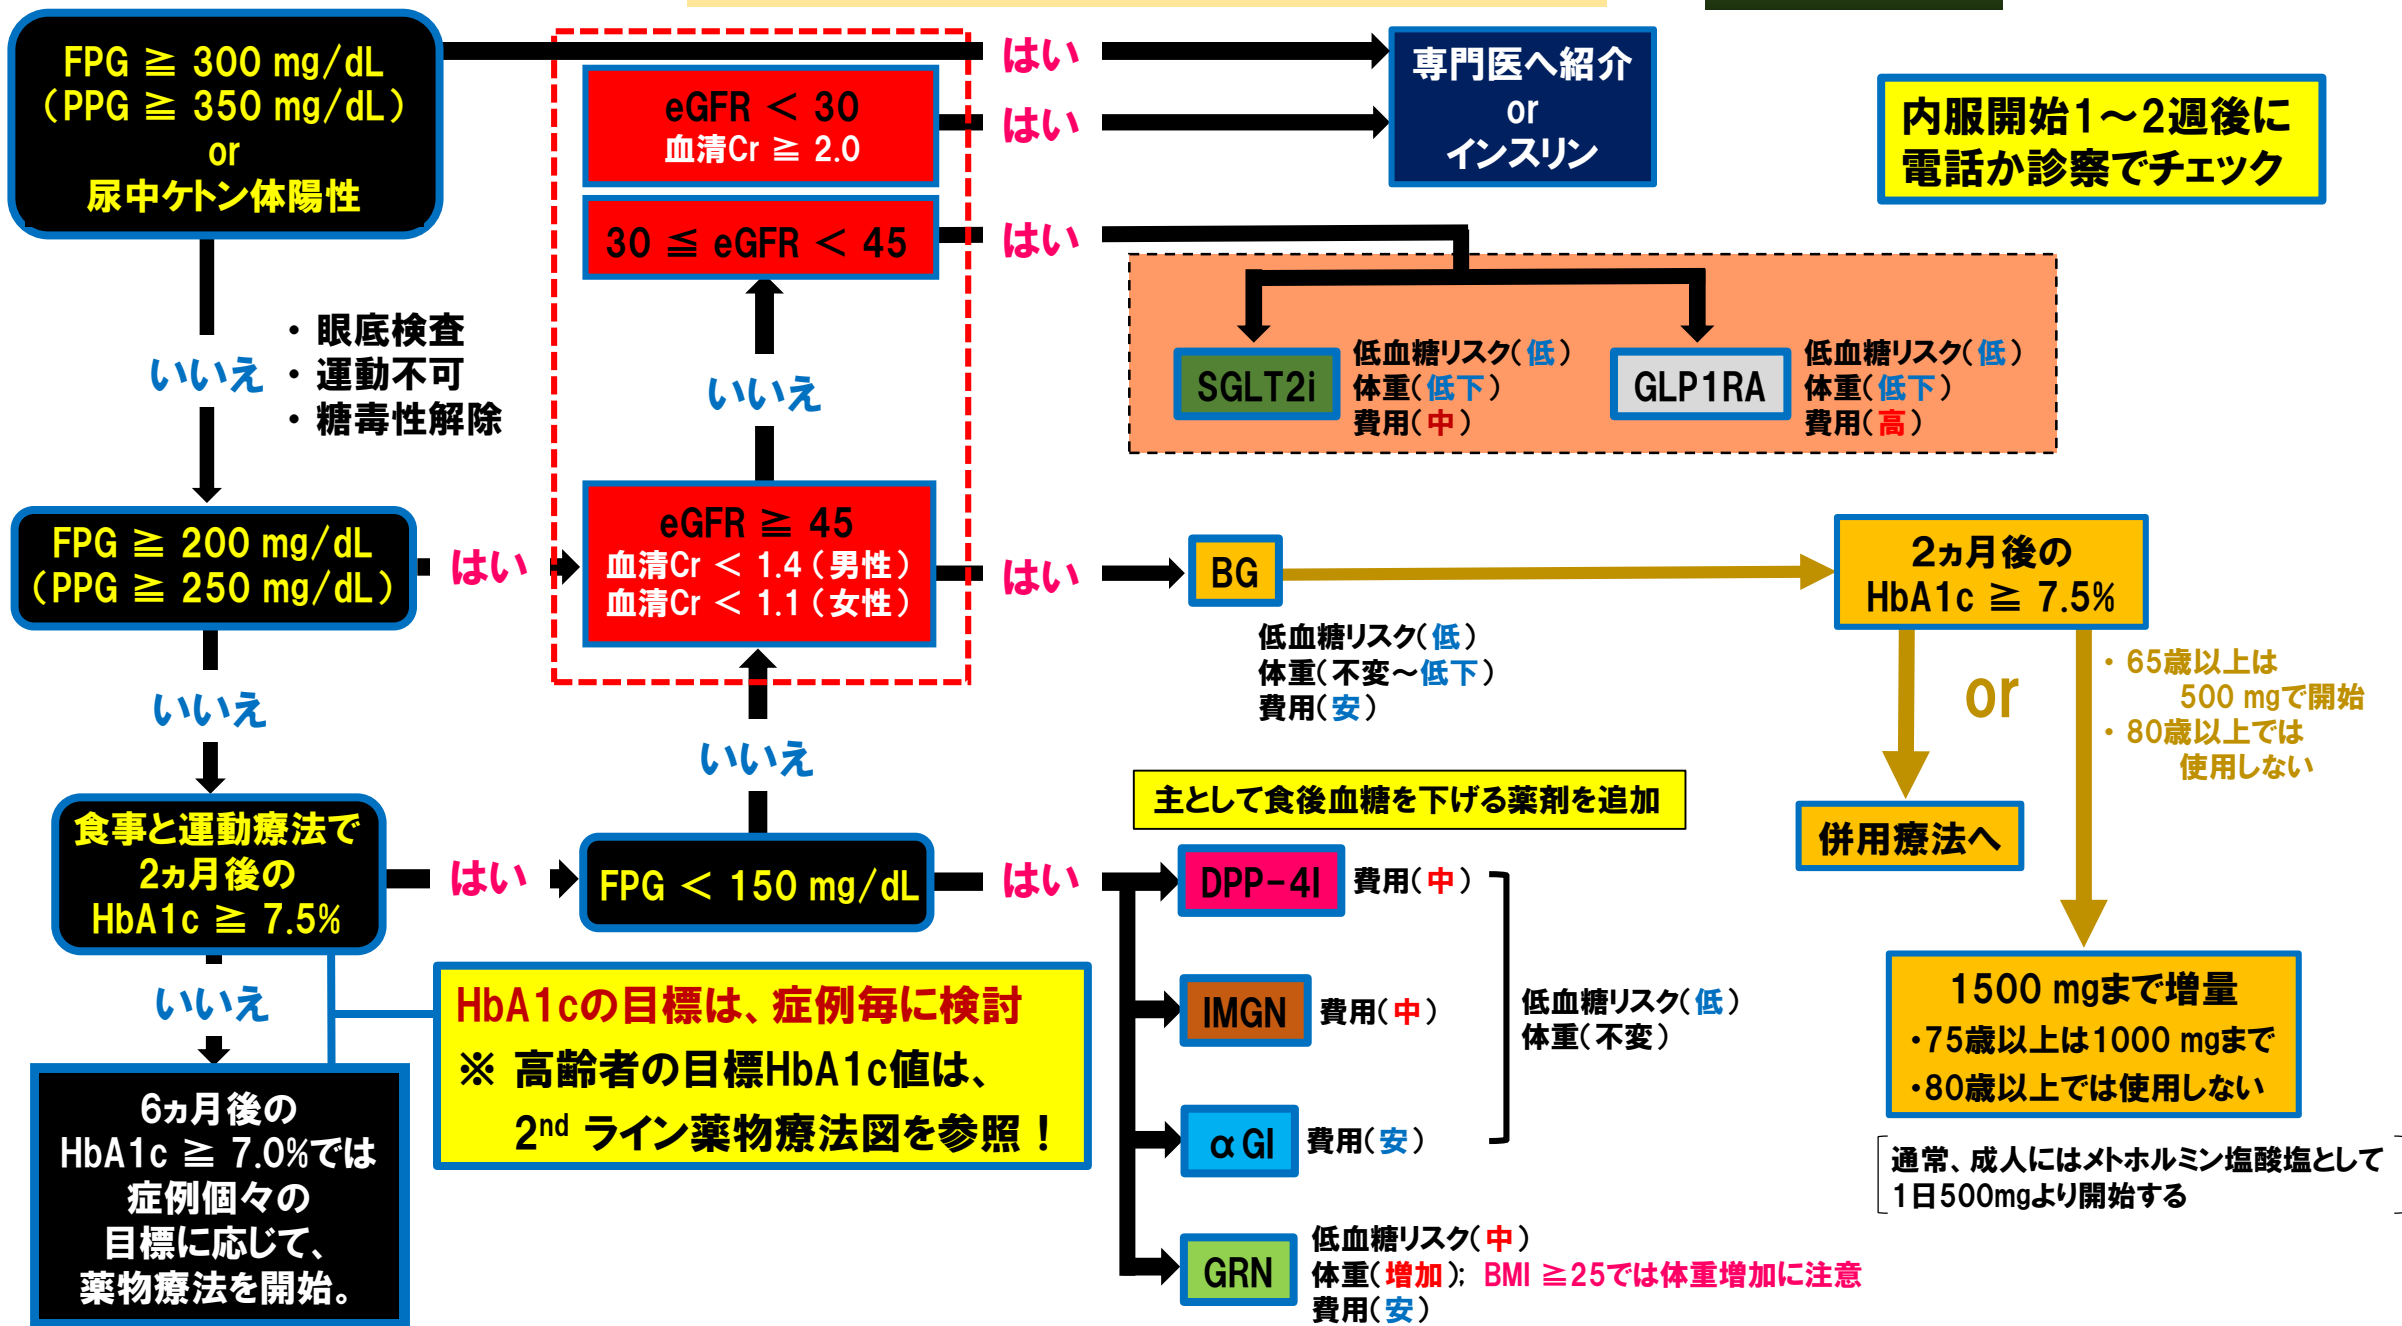 FPG ≧ 300 mg/dL
(PPG ≧ 350 mg/dL)
or
尿中ケトン体陽性
はい
eGFR < 30
血清Cr ≧ 2.0
はい
専門医へ紹介
or
インスリン
内服開始1～2週後に
電話か診察でチェック
30 ≦ eGFR < 45
はい
いいえ
・ 眼底検査
・ 運動不可
・ 糖毒性解除
いいえ
SGLT2i
低血糖リスク(低)
体重(低下)
費用(中)
GLP1RA
低血糖リスク(低)
体重(低下)
費用(高)
FPG ≧ 200 mg/dL
(PPG ≧ 250 mg/dL)
はい
eGFR ≧ 45
血清Cr < 1.4 (男性)
血清Cr < 1.1 (女性)
はい
BG
低血糖リスク(低)
体重(不変～低下)
費用(安)
2ヵ月後の
HbA1c ≧ 7.5%
or
・ 65歳以上は
500 mgで開始
・ 80歳以上では
使用しない
いいえ
いいえ
主として食後血糖を下げる薬剤を追加
併用療法へ
食事と運動療法で
2ヵ月後の
HbA1c ≧ 7.5%
はい
FPG < 150 mg/dL
はい
DPP-4I
費用(中)
IMGN
費用(中)
αGI
費用(安)
低血糖リスク(低)
体重(不変)
GRN
低血糖リスク(中)
体重(増加); BMI ≧25では体重増加に注意
費用(安)
いいえ
HbA1cの目標は、症例毎に検討
※ 高齢者の目標HbA1c値は、
2nd ライン薬物療法図を参照！
6ヵ月後の
HbA1c ≧ 7.0%では
症例個々の
目標に応じて、
薬物療法を開始。
1500 mgまで増量
・75歳以上は1000 mgまで
・80歳以上では使用しない
通常、成人にはメトホルミン塩酸塩として
1日500mgより開始する